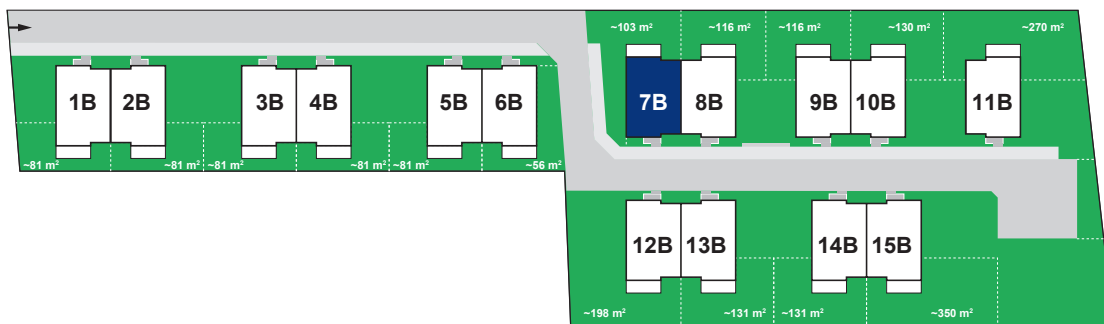 ~103 m²
~116 m²
~116 m²
~130 m²
~270 m²
1B
2B
3B
4B
5B
6B
7B
8B
9B
10B
11B
~81 m²
~81 m²
~81 m²
~81 m²
~81 m²
~56 m²
12B
13B
14B
15B
~198 m²
~131 m²
~131 m²
~350 m²